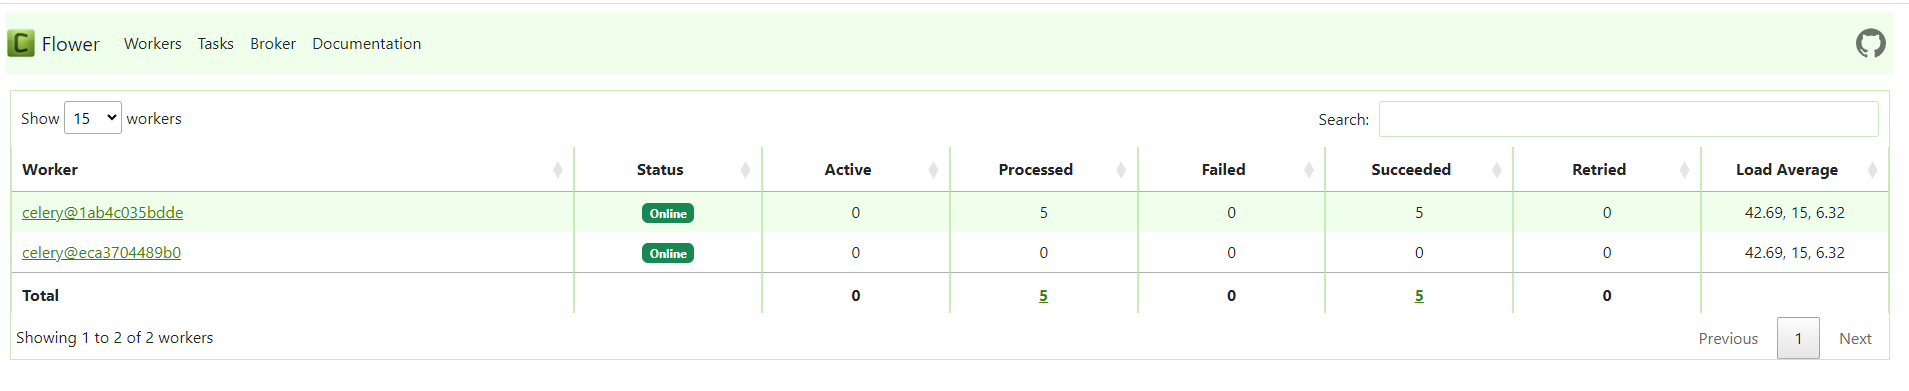 C Flower Workers Tasks Broker Documentation
Show 15 workers Search:
Worker Status Active Processed Failed Succeeded Retried Load Average
celery@1ab4c035bdde Online 0 5 0 5 0 42.69, 15, 6.32
celery@eca3704489b0 Online 0 0 0 0 0 42.69, 15, 6.32
Total 0 5 0 5 0
Showing 1 to 2 of 2 workers Previous 1 Next